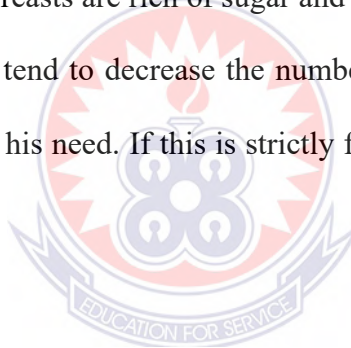 reasts are rich of sugar and
tend to decrease the numbe
his need. If this is strictly f
EDUCATION FOR SERVICE